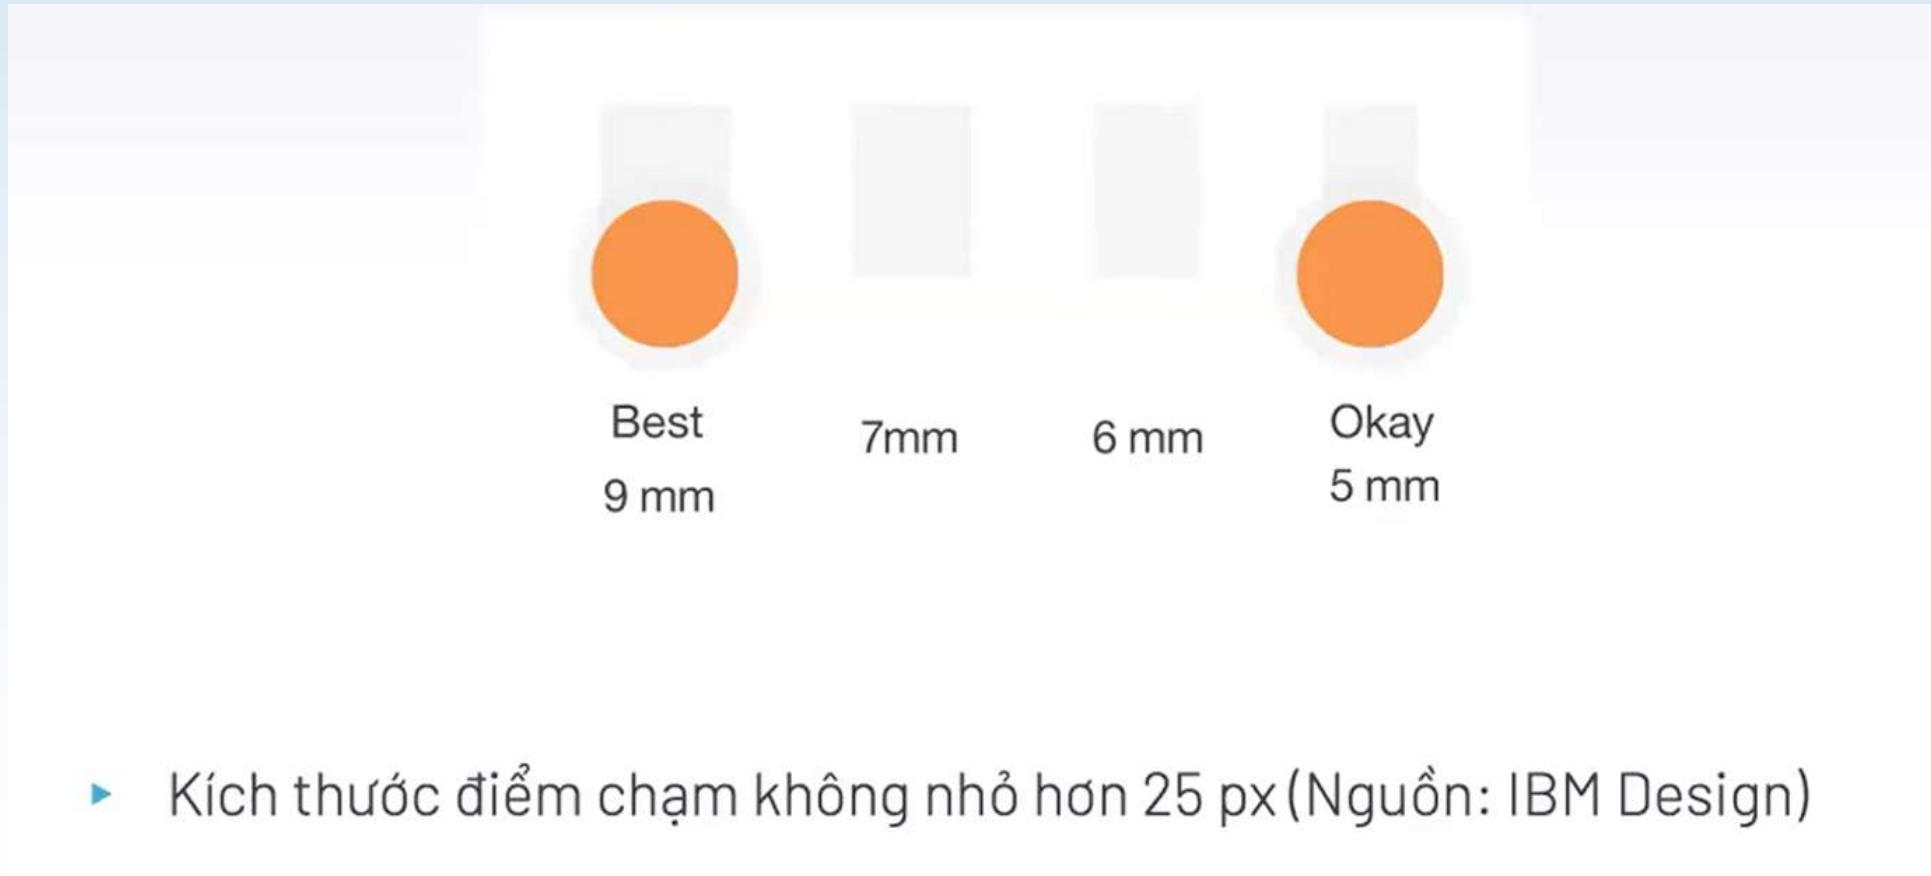 Best
9 mm
7mm
6 mm
Okay
5 mm
Kích thước điểm chạm không nhỏ hơn 25 px (Nguồn: IBM Design)